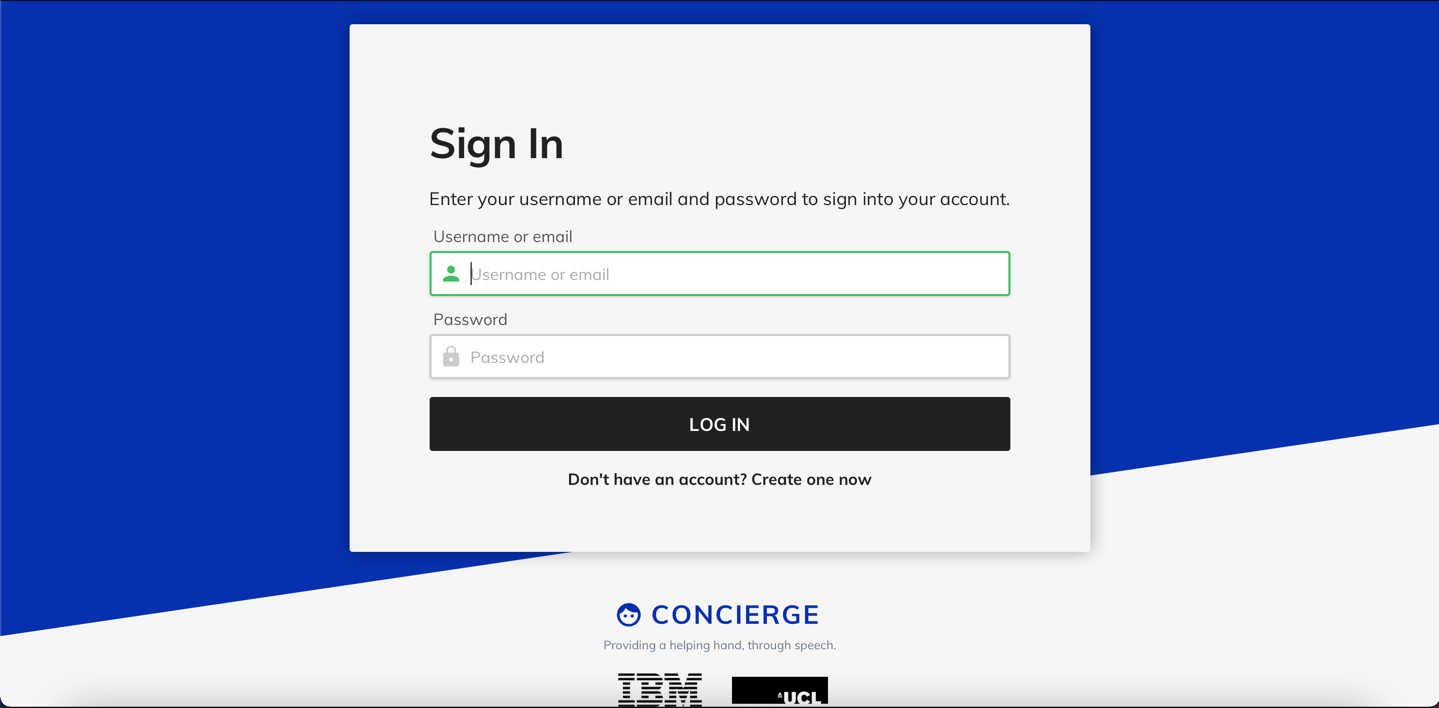 Sign In
Enter your username or email and password to sign into your account.
Username or email
Username or email
Password
Password
LOG IN
Don't have an account? Create one now
CONCIERGE
Providing a helping hand, through speech.
IBM
UCL